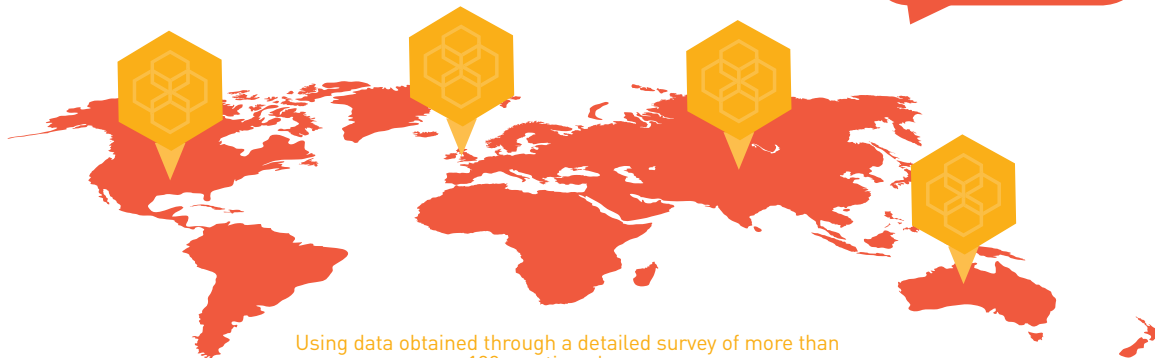 Using data obtained through a detailed survey of more than